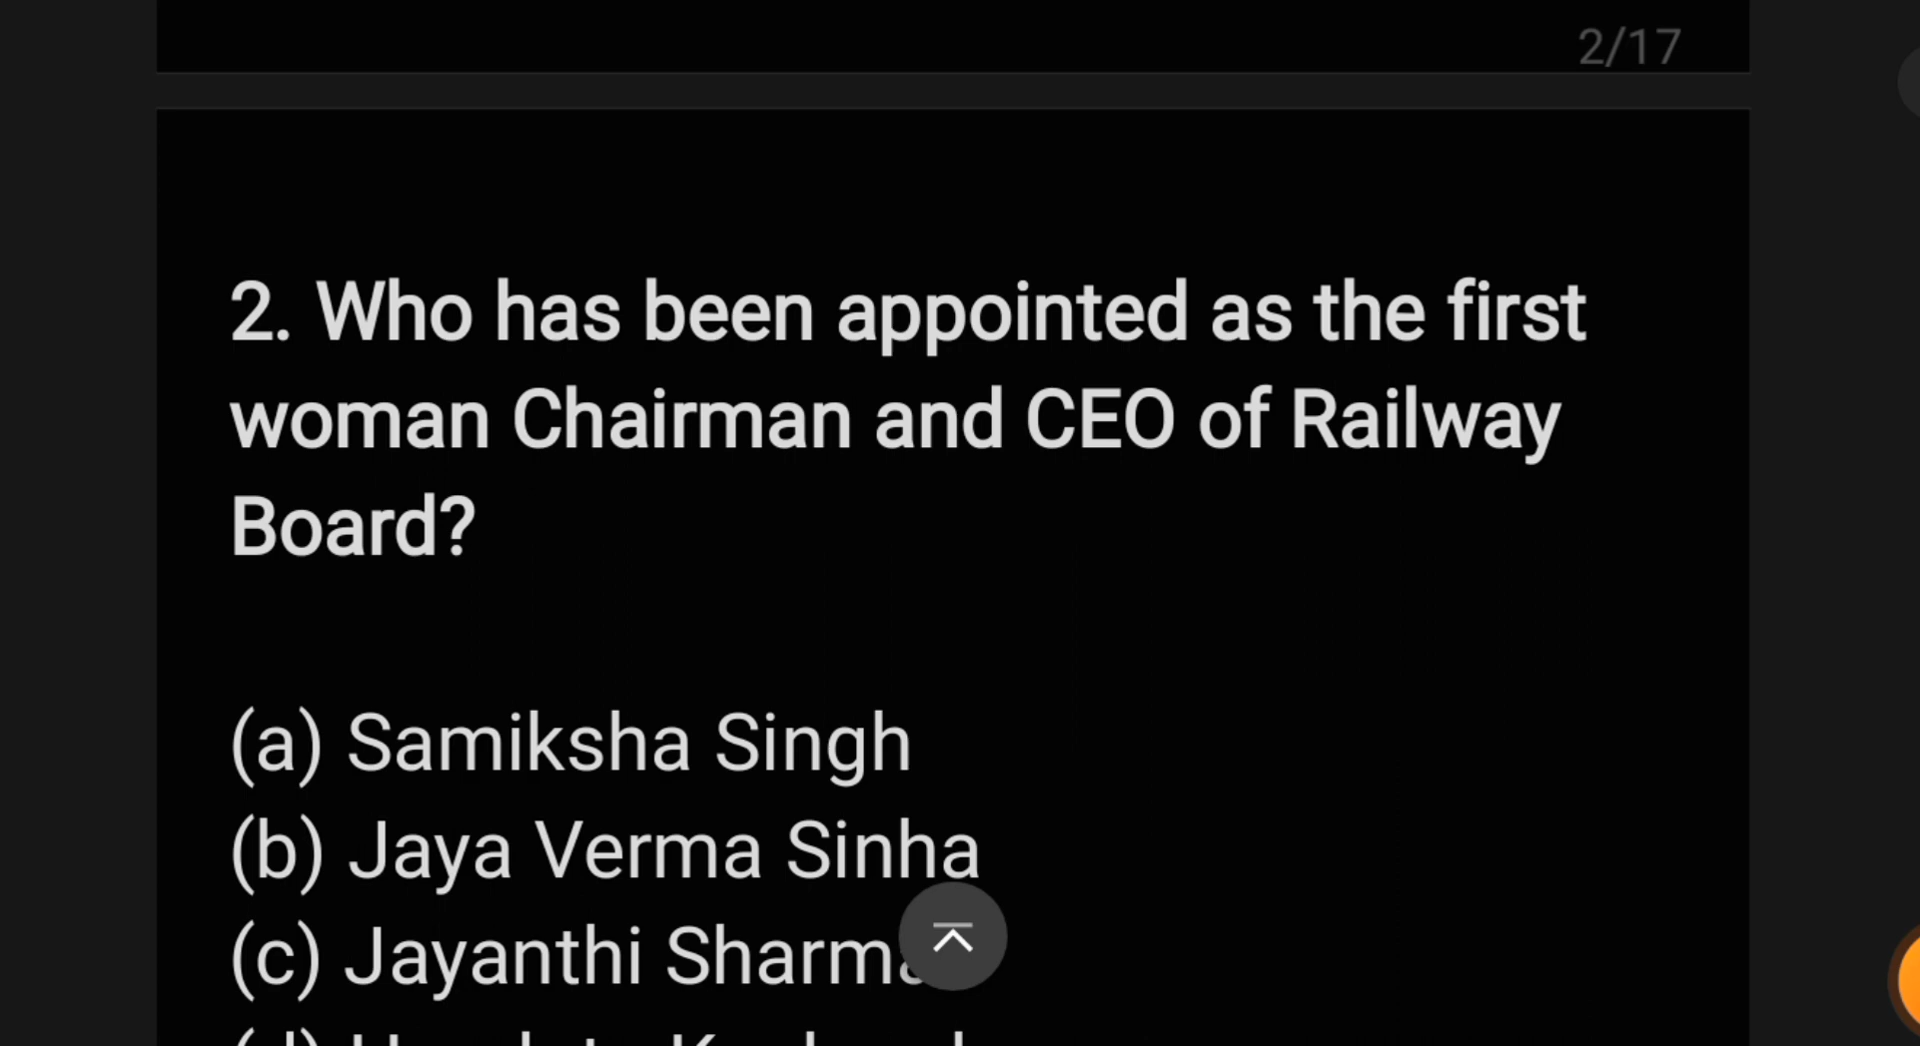 2/17
2. Who has been appointed as the first
woman Chairman and CEO of Railway
Board?
(a) Samiksha Singh
(b) Jaya Verma Sinha
(c) Jayanthi